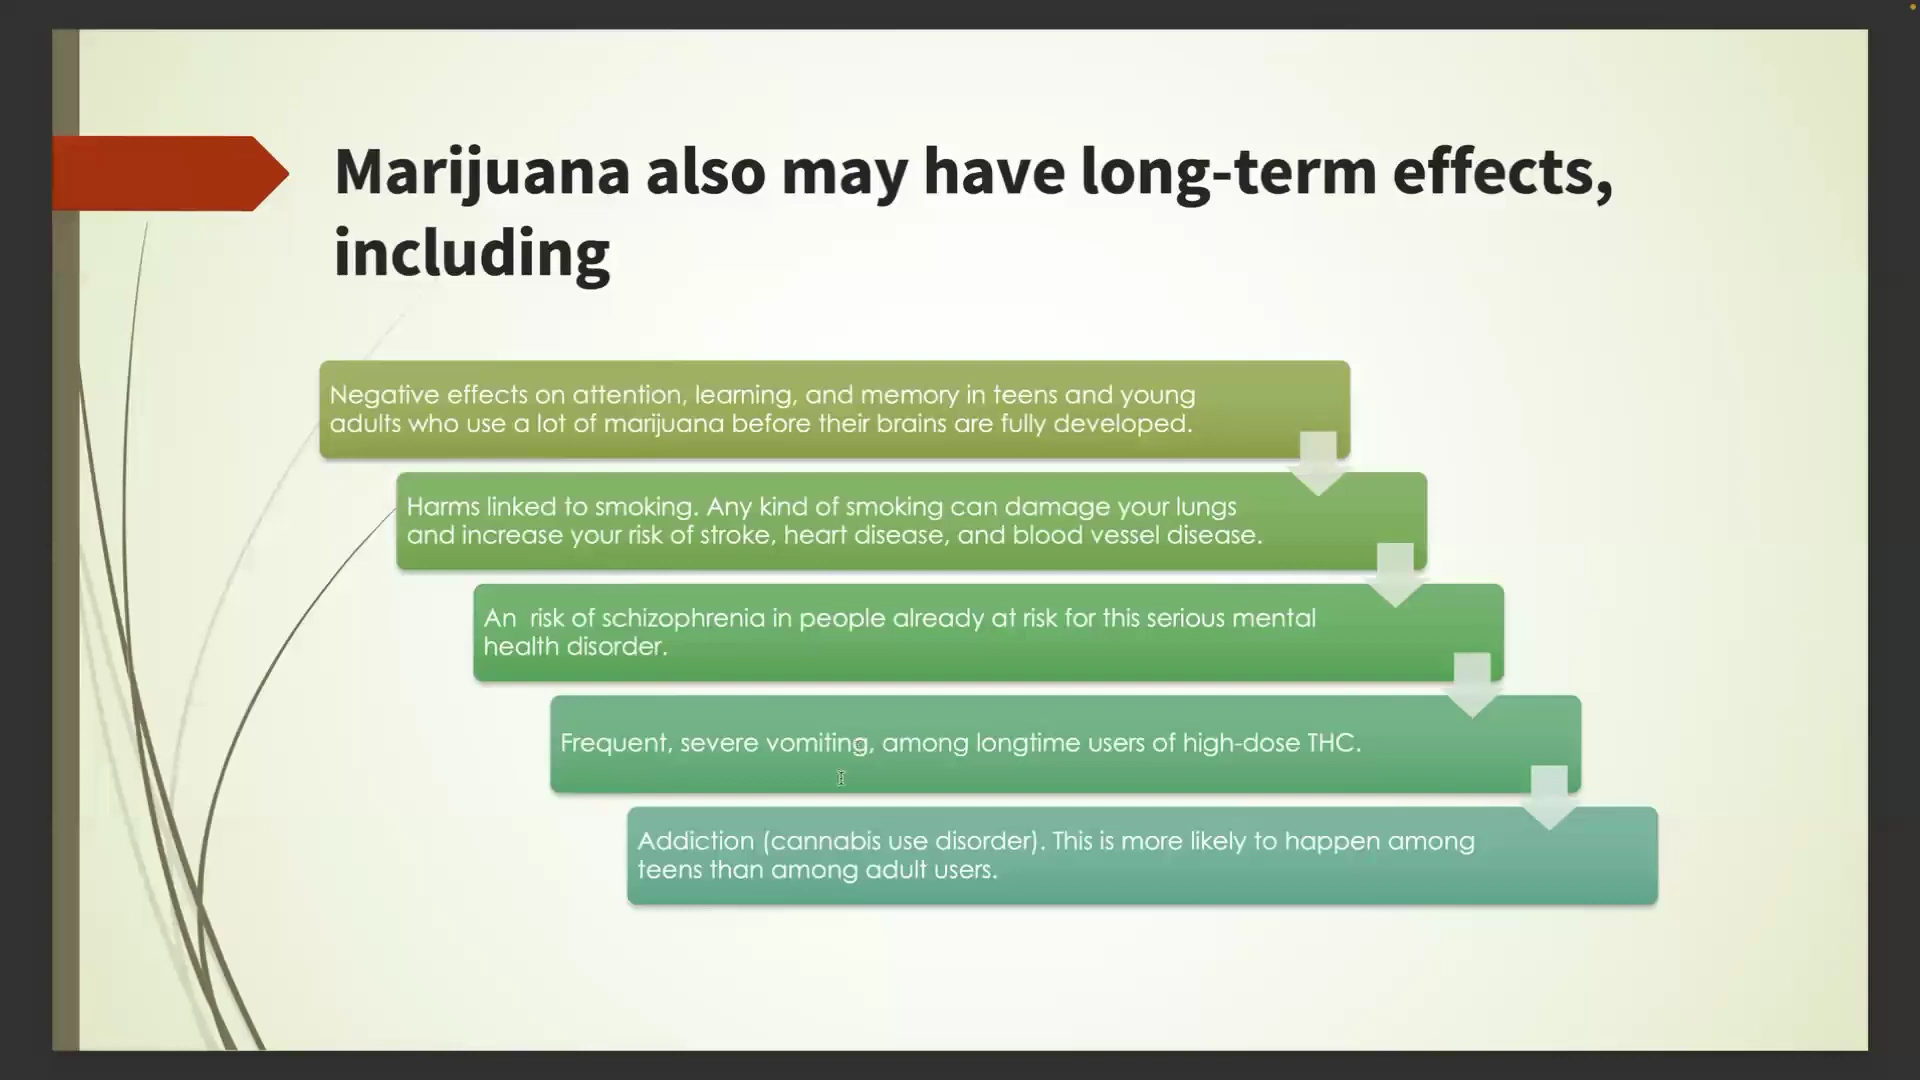 Marijuana also may have long-term effects,
including
Negative effects on attention, learning, and memory in teens and young
adults who use a lot of marijuana before their brains are fully developed.
Harms linked to smoking. Any kind of smoking can damage your lungs
and increase your risk of stroke, heart disease, and blood vessel disease.
An  risk of schizophrenia in people already at risk for this serious mental
health disorder.
Frequent, severe vomiting, among longtime users of high-dose THC.
Addiction (cannabis use disorder). This is more likely to happen among
teens than among adult users.